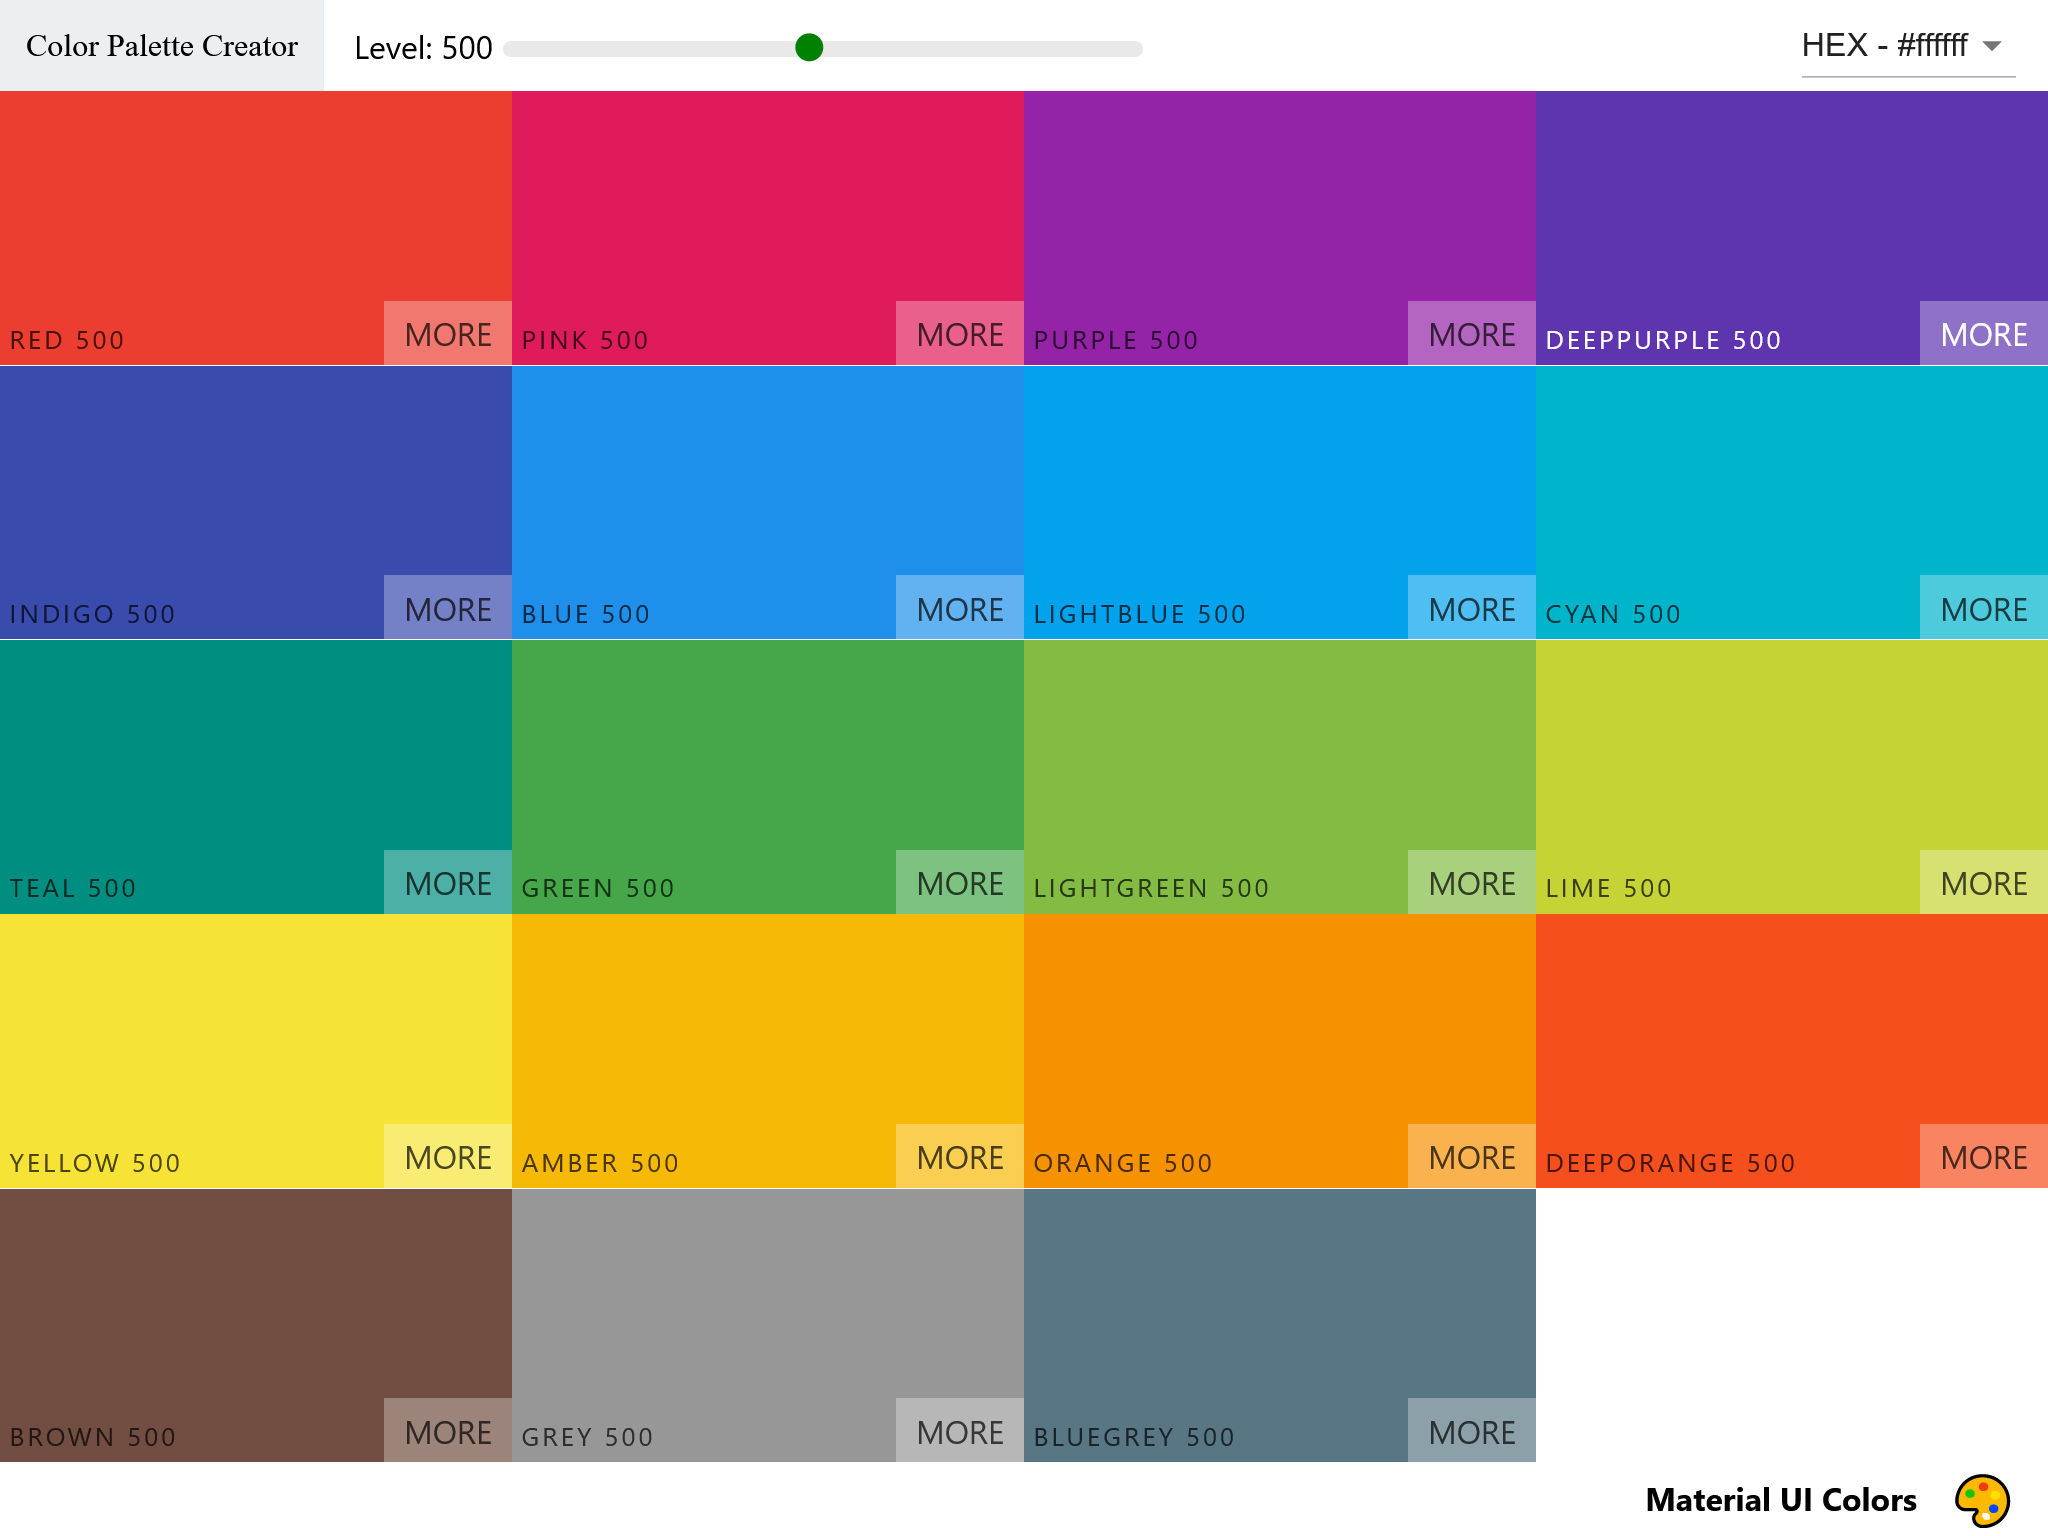 Color Palette Creator
Level: 500
HEX - #ffffff
RED 500
MORE
PINK 500
MORE
PURPLE 500
MORE
DEEPPURPLE 500
MORE
INDIGO 500
MORE
BLUE 500
MORE
LIGHTBLUE 500
MORE
CYAN 500
MORE
TEAL 500
MORE
GREEN 500
MORE
LIGHTGREEN 500
MORE
LIME 500
MORE
YELLOW 500
MORE
AMBER 500
MORE
ORANGE 500
MORE
DEEPORANGE 500
MORE
BROWN 500
MORE
GREY 500
MORE
BLUEGREY 500
MORE
Material UI Colors